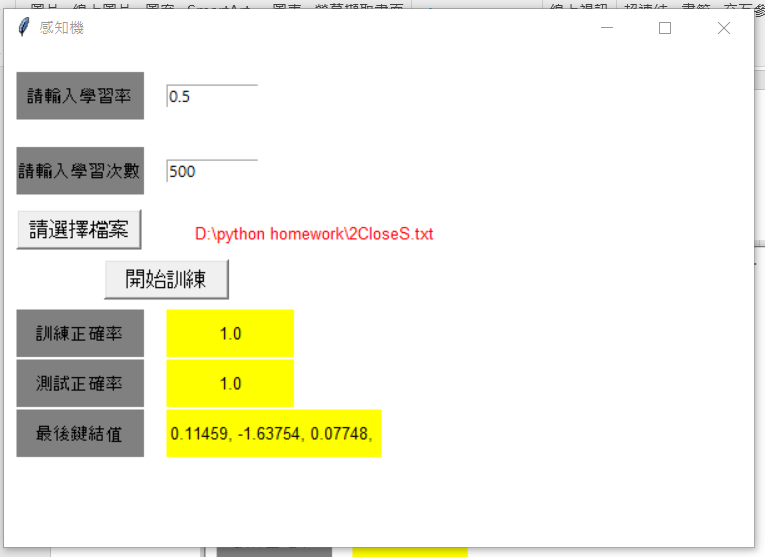 感知機
請輸入學習率 0.5
請輸入學習次數 500
請選擇檔案 D:\python homework\2CloseS.txt
開始訓練
訓練正確率 1.0
測試正確率 1.0
最後鍵結值 0.11459, -1.63754, 0.07748,